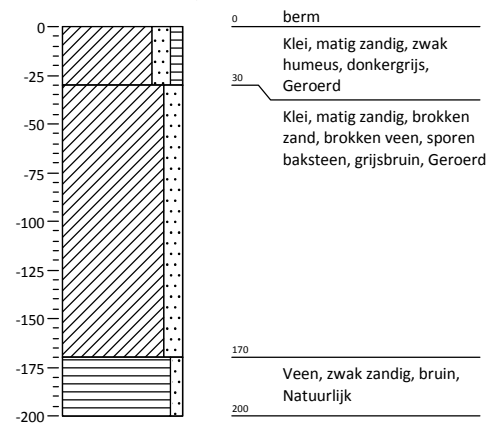 0
-25
-50
-75
-100
-125
-150
-175
-200
0 berm
Klei, matig zandig, zwak
humeus, donkergrijs,
Geroerd
30
Klei, matig zandig, brokken
zand, brokken veen, sporen
baksteen, grijsbruin, Geroerd
170
Veen, zwak zandig, bruin,
Natuurlijk
200